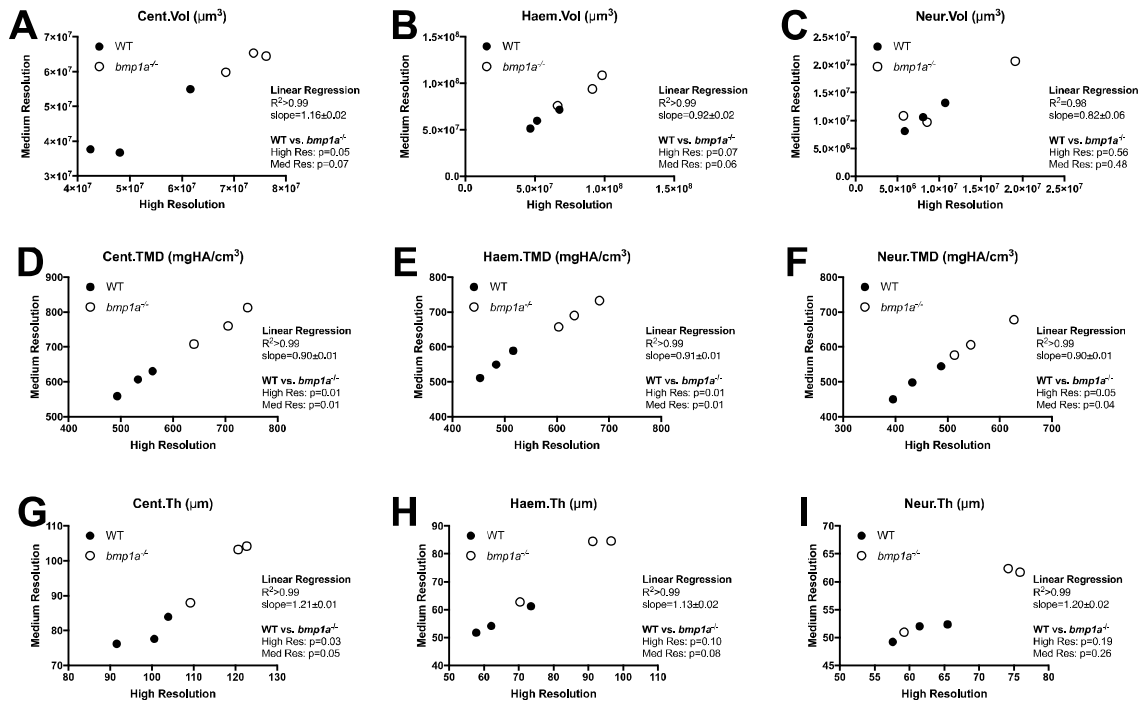 A
Cent.Vol (µm³)
Medium Resolution
7×10⁷
6×10⁷
5×10⁷
4×10⁷
3×10⁷
WT
bmp1a⁻/⁻
Linear Regression
R²>0.99
slope=1.16±0.02
WT vs. bmp1a⁻/⁻
High Res: p=0.05
Med Res: p=0.07
4×10⁷ 5×10⁷ 6×10⁷ 7×10⁷ 8×10⁷
High Resolution
B
Haem.Vol (µm³)
Medium Resolution
1.5×10⁸
1.0×10⁸
5.0×10⁷
0.0
WT
bmp1a⁻/⁻
Linear Regression
R²>0.99
slope=0.92±0.02
WT vs. bmp1a⁻/⁻
High Res: p=0.07
Med Res: p=0.06
0.0 5.0×10⁷ 1.0×10⁸ 1.5×10⁸
High Resolution
C
Neur.Vol (µm³)
Medium Resolution
2.5×10⁷
2.0×10⁷
1.5×10⁷
1.0×10⁷
5.0×10⁶
0.0
WT
bmp1a⁻/⁻
Linear Regression
R²=0.98
slope=0.82±0.06
WT vs. bmp1a⁻/⁻
High Res: p=0.56
Med Res: p=0.48
0.0 5.0×10⁶ 1.0×10⁷ 1.5×10⁷ 2.0×10⁷ 2.5×10⁷
High Resolution
D
Cent.TMD (mgHA/cm³)
Medium Resolution
900
800
700
600
500
WT
bmp1a⁻/⁻
Linear Regression
R²>0.99
slope=0.90±0.01
WT vs. bmp1a⁻/⁻
High Res: p=0.01
Med Res: p=0.01
400 500 600 700 800
High Resolution
E
Haem.TMD (mgHA/cm³)
Medium Resolution
800
700
600
500
400
WT
bmp1a⁻/⁻
Linear Regression
R²>0.99
slope=0.91±0.01
WT vs. bmp1a⁻/⁻
High Res: p=0.01
Med Res: p=0.01
400 500 600 700 800
High Resolution
F
Neur.TMD (mgHA/cm³)
Medium Resolution
800
700
600
500
400
WT
bmp1a⁻/⁻
Linear Regression
R²>0.99
slope=0.90±0.01
WT vs. bmp1a⁻/⁻
High Res: p=0.05
Med Res: p=0.04
300 400 500 600 700
High Resolution
G
Cent.Th (µm)
Medium Resolution
110
100
90
80
70
WT
bmp1a⁻/⁻
Linear Regression
R²>0.99
slope=1.21±0.01
WT vs. bmp1a⁻/⁻
High Res: p=0.03
Med Res: p=0.05
80 90 100 110 120 130
High Resolution
H
Haem.Th (µm)
Medium Resolution
90
80
70
60
50
40
WT
bmp1a⁻/⁻
Linear Regression
R²>0.99
slope=1.13±0.02
WT vs. bmp1a⁻/⁻
High Res: p=0.10
Med Res: p=0.08
50 60 70 80 90 100 110
High Resolution
I
Neur.Th (µm)
Medium Resolution
70
65
60
55
50
45
WT
bmp1a⁻/⁻
Linear Regression
R²>0.99
slope=1.20±0.02
WT vs. bmp1a⁻/⁻
High Res: p=0.19
Med Res: p=0.26
50 55 60 65 70 75 80
High Resolution